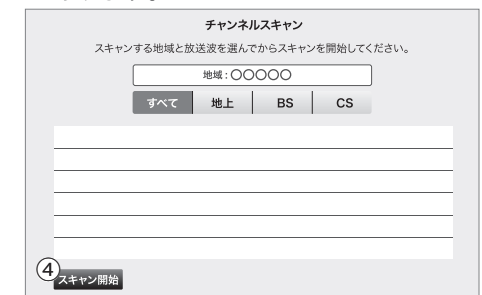 チャンネルスキャン
スキャンする地域と放送波を選んでからスキャンを開始してください。
地域：○○○○○
すべて 地上 BS CS
④
スキャン開始